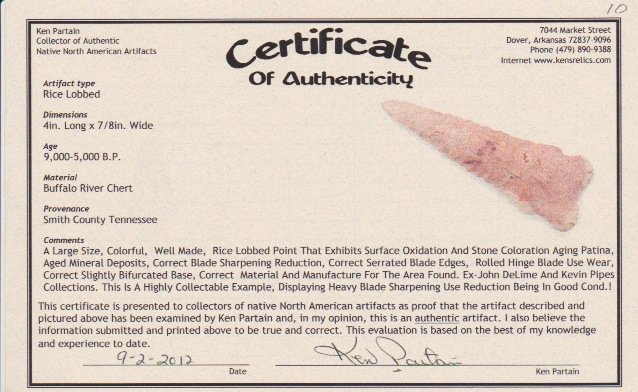 10
Ken Partain
Collector of Authentic
Native North American Artifacts
Certificate
Of Authenticity
7044 Market Street
Dover, Arkansas 72837-9096
Phone (479) 890-9388
Internet www.kensrelics.com
Artifact type
Rice Lobbed
Dimensions
4in. Long x 7/8in. Wide
Age
9,000-5,000 B.P.
Material
Buffalo River Chert
Provenance
Smith County Tennessee
Comments
A Large Size, Colorful, Well Made, Rice Lobbed Point That Exhibits Surface Oxidation And Stone Coloration Aging Patina,
Aged Mineral Deposits, Correct Blade Sharpening Reduction, Correct Serrated Blade Edges, Rolled Hinge Blade Use Wear,
Correct Slightly Bifurcated Base, Correct Material And Manufacture For The Area Found. Ex-John DeLime And Kevin Pipes
Collections. This Is A Highly Collectable Example, Displaying Heavy Blade Sharpening Use Reduction Being In Good Cond.!
This certificate is presented to collectors of native North American artifacts as proof that the artifact described and
pictured above has been examined by Ken Partain and, in my opinion, this is an authentic artifact. I also believe the
information submitted and printed above to be true and correct. This evaluation is based on the best of my knowledge
and experience to date.
9-2-2012
Ken Partain
Date
Ken Partain